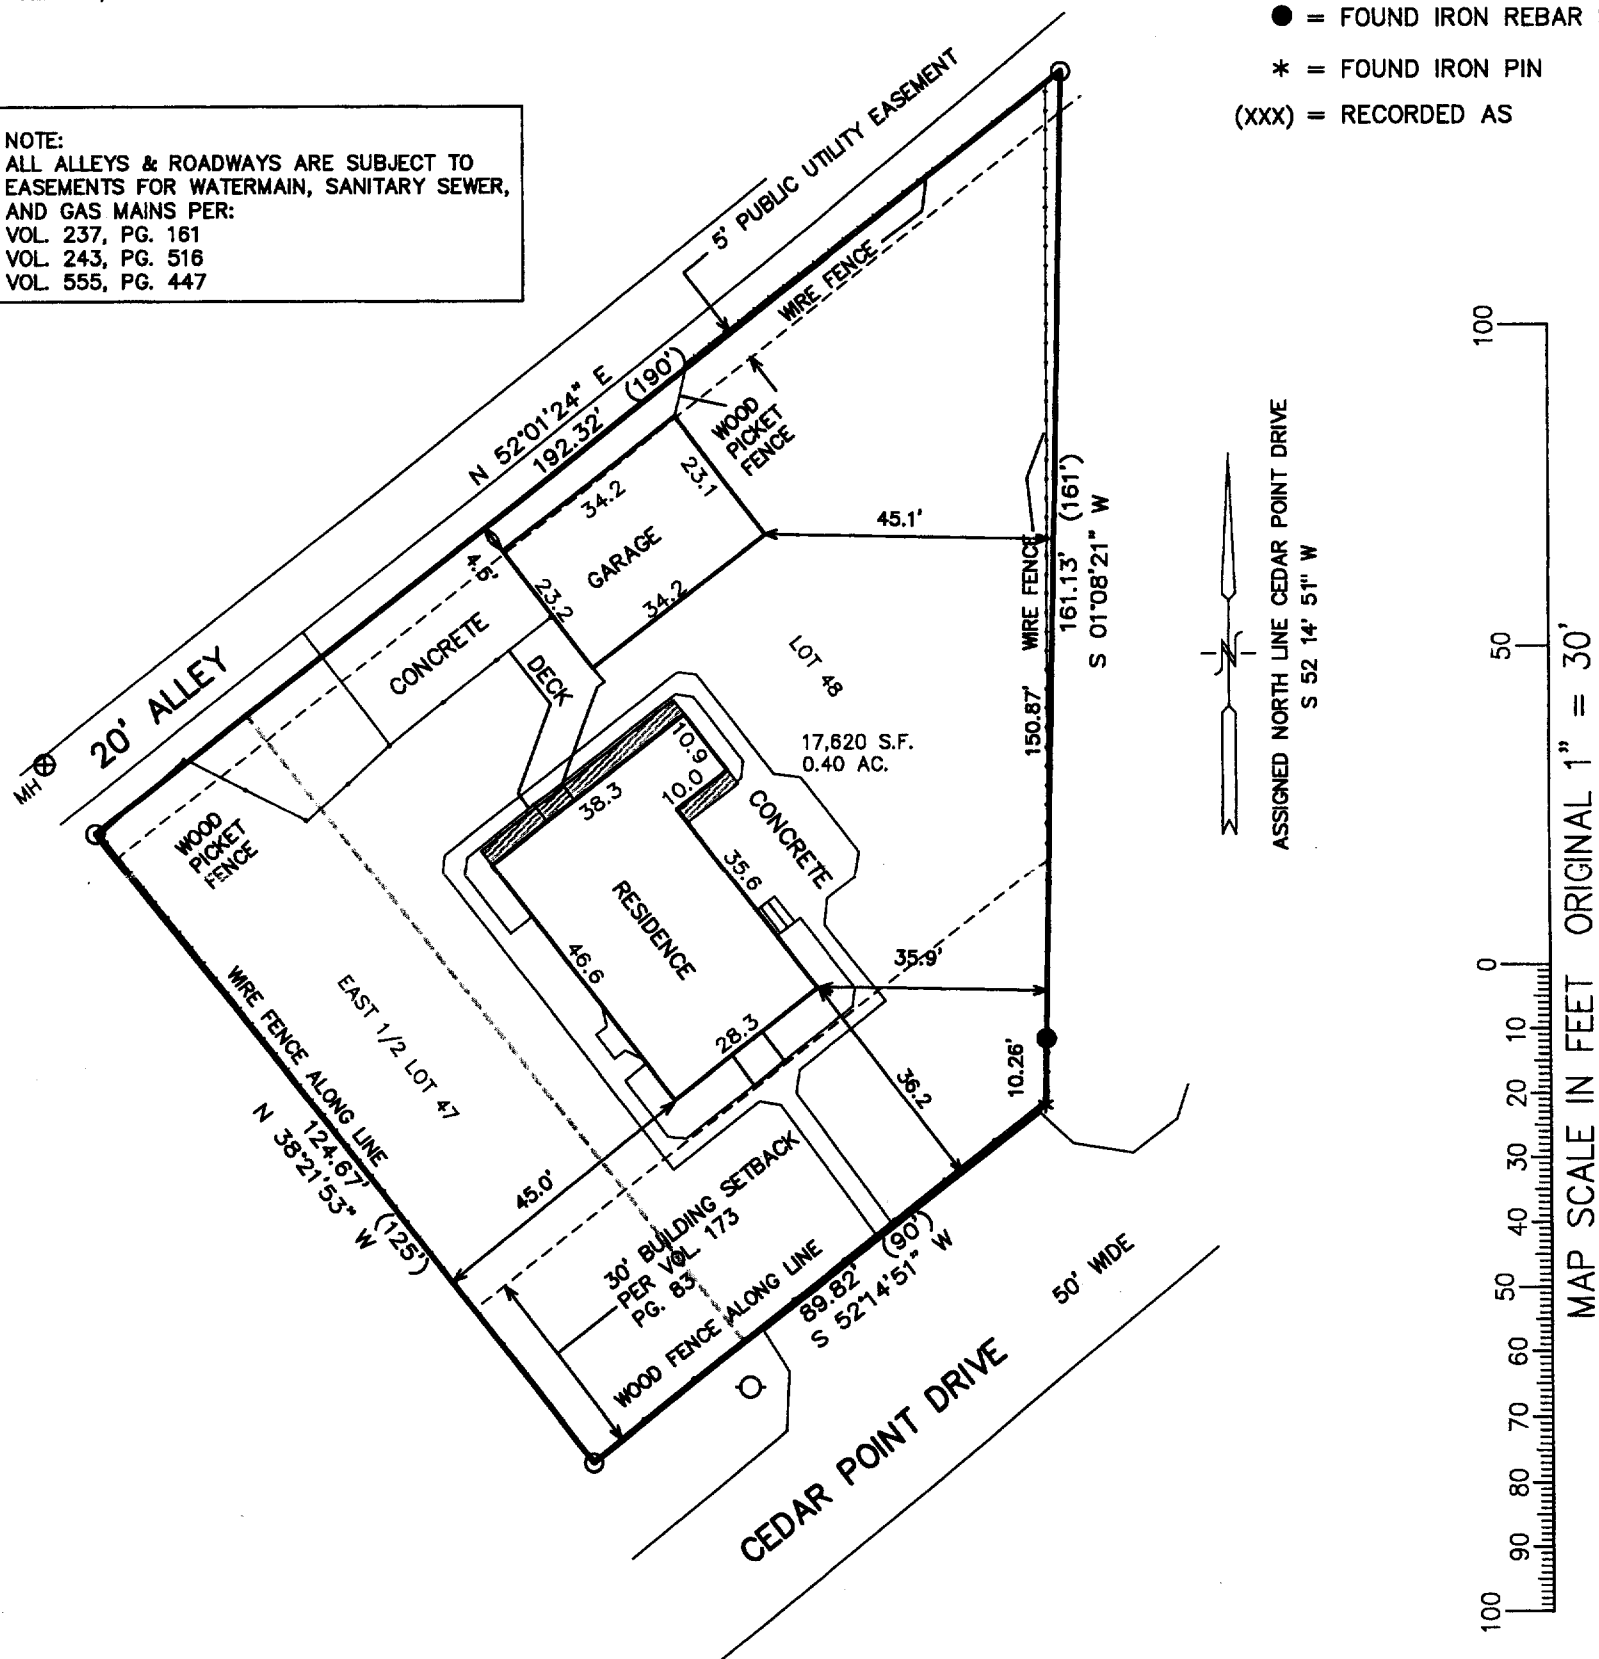 ● = FOUND IRON REBAR
* = FOUND IRON PIN
(XXX) = RECORDED AS
NOTE:
ALL ALLEYS & ROADWAYS ARE SUBJECT TO
EASEMENTS FOR WATERMAIN, SANITARY SEWER,
AND GAS MAINS PER:
VOL. 237, PG. 161
VOL. 243, PG. 516
VOL. 555, PG. 447
5' PUBLIC UTILITY EASEMENT
WIRE FENCE
N 52°01'24" E
192.32' (190')
WOOD
PICKET
FENCE
34.2
23.1
GARAGE
4.5'
23.2
34.2
45.1'
WIRE FENCE
161.13' (161')
S 01°08'21" W
150.87'
ASSIGNED NORTH LINE CEDAR POINT DRIVE
S 52 14' 51" W
N
20' ALLEY
MH
CONCRETE
DECK
LOT 48
17,620 S.F.
0.40 AC.
10.9
10.0
38.3
CONCRETE
35.6
RESIDENCE
46.6
28.3
35.9'
36.2
10.26'
WOOD
PICKET
FENCE
EAST 1/2 LOT 47
WIRE FENCE ALONG LINE
124.67' (125')
N 38°21'53" W
45.0'
30' BUILDING SETBACK
PER VOL. 173
PG. 83
WOOD FENCE ALONG LINE
89.82' (90')
S 52°14'51" W
50' WIDE
CEDAR POINT DRIVE
100
50
0
10
20
30
40
50
60
70
80
90
100
MAP SCALE IN FEET ORIGINAL 1" = 30'